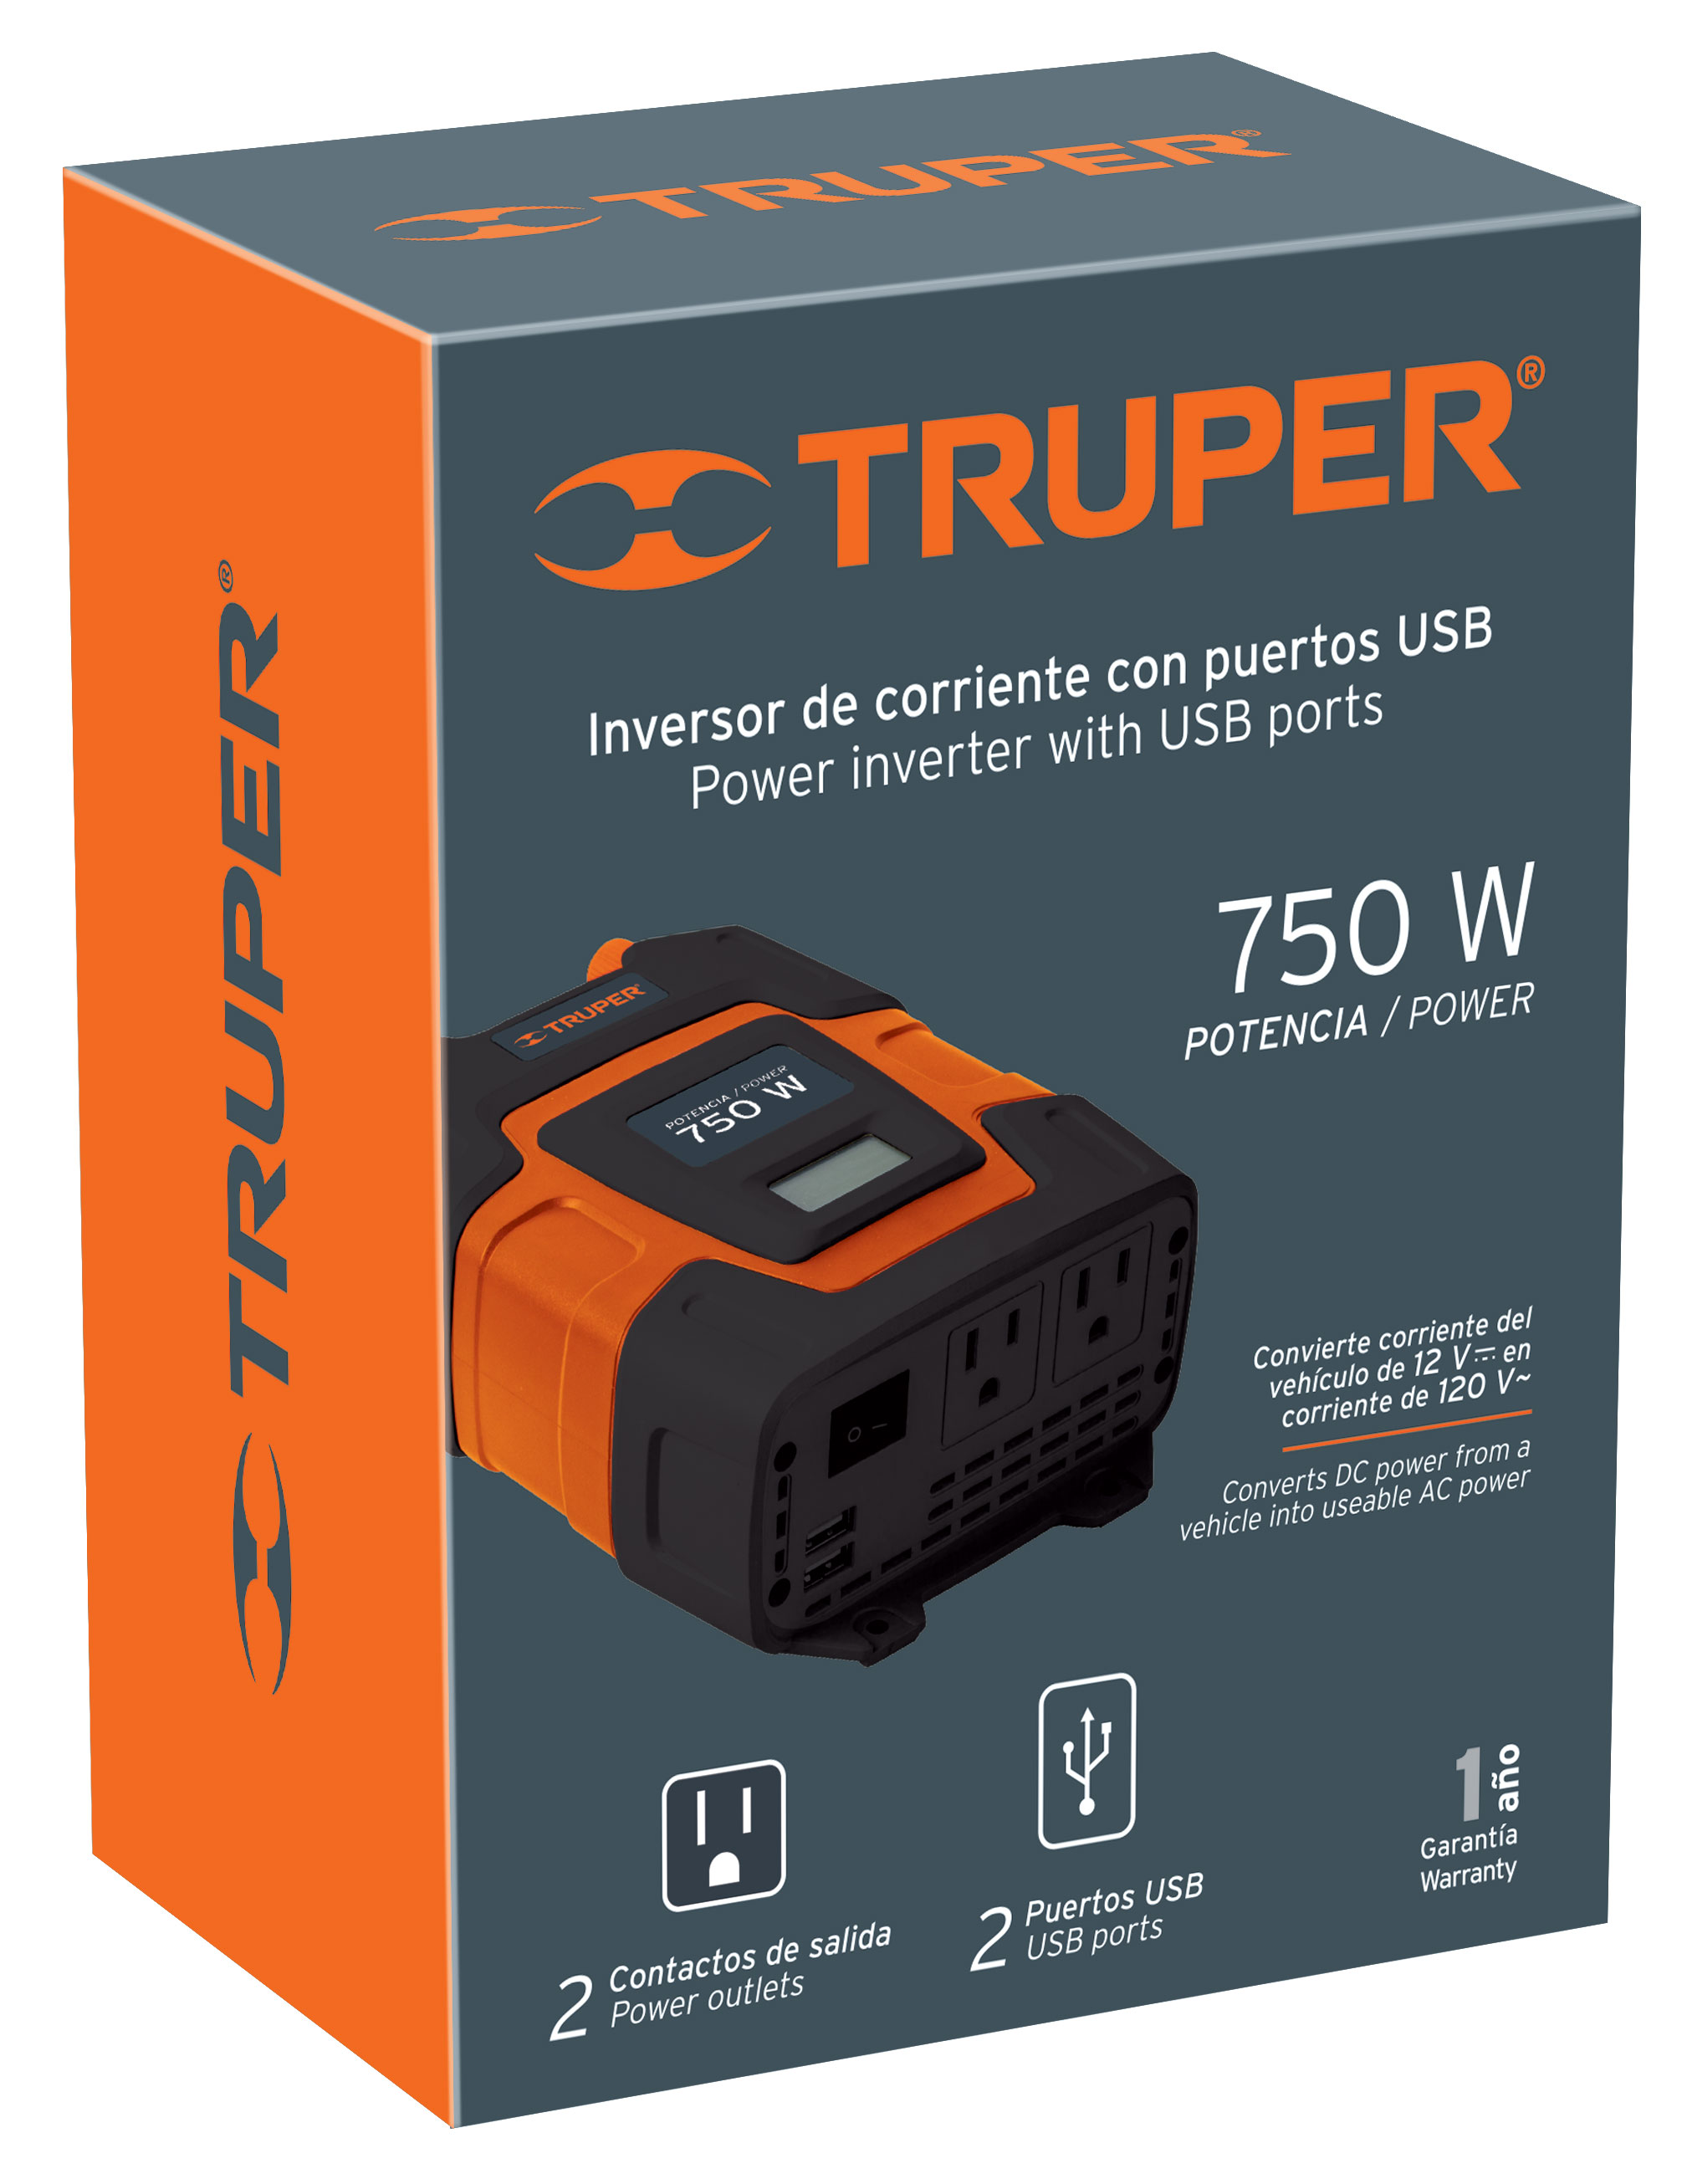 TRUPER®
TRUPER®
TRUPER®
Inversor de corriente con puertos USB
Power inverter with USB ports
750 W
POTENCIA / POWER
TRUPER
POTENCIA / POWER
750 W
Convierte corriente del
vehículo de 12 V⎓ en
corriente de 120 V~
Converts DC power from a
vehicle into useable AC power
2 Contactos de salida
Power outlets
2 Puertos USB
USB ports
1 año
Garantía
Warranty